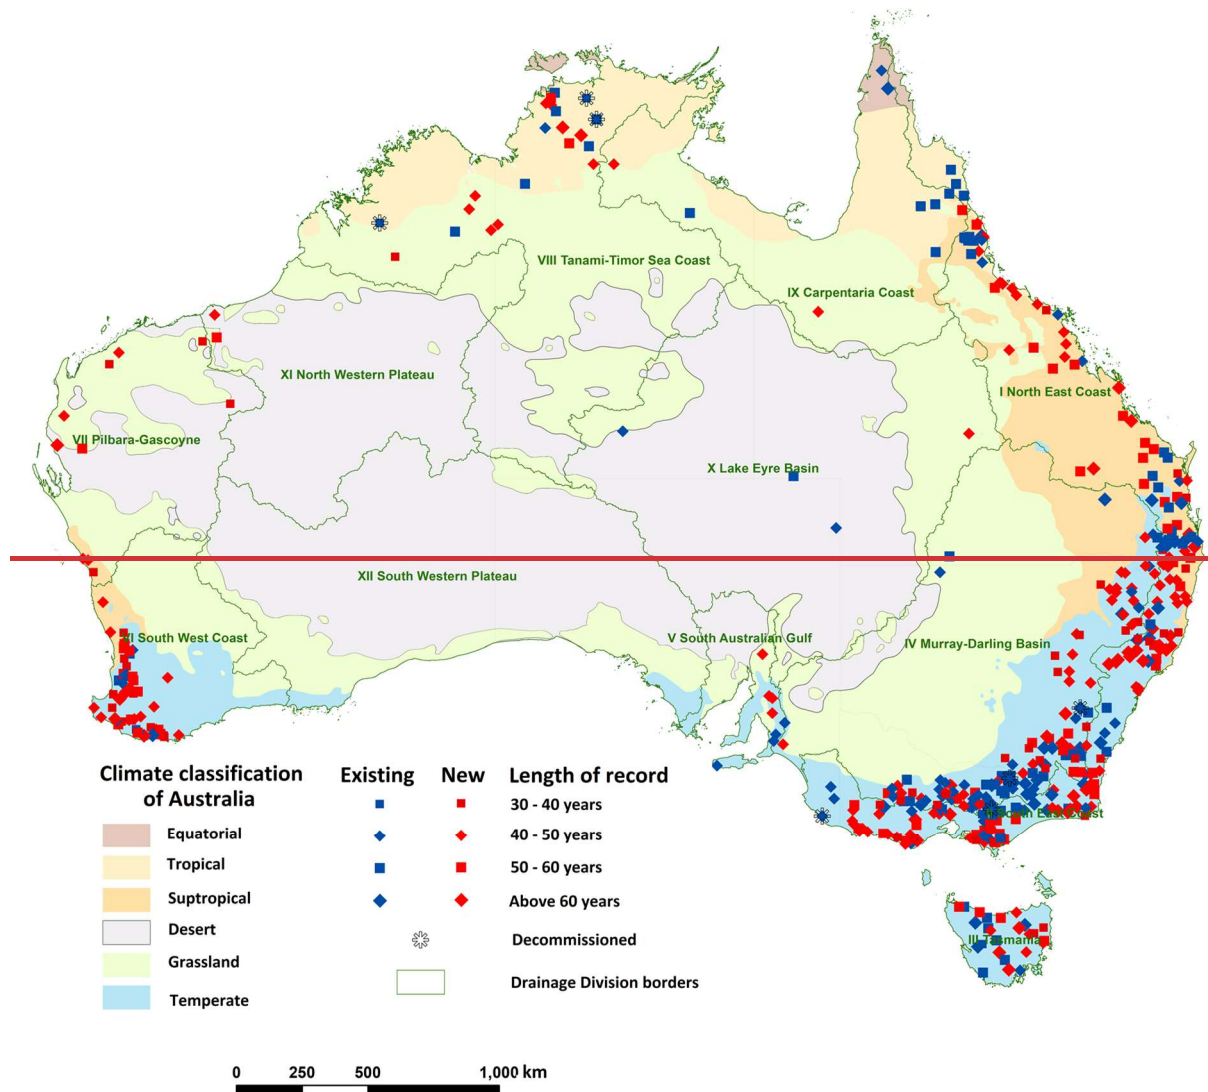 VIII Tanami-Timor Sea Coast
IX Carpentaria Coast
XI North Western Plateau
I North East Coast
VII Pilbara-Gascoyne
X Lake Eyre Basin
XII South Western Plateau
VI South West Coast
V South Australian Gulf
IV Murray-Darling Basin
South East Coast
III Tasmania
Climate classification
of Australia
Equatorial
Tropical
Suptropical
Desert
Grassland
Temperate
Existing New Length of record
30 - 40 years
40 - 50 years
50 - 60 years
Above 60 years
Decommissioned
Drainage Division borders
0 250 500 1,000 km